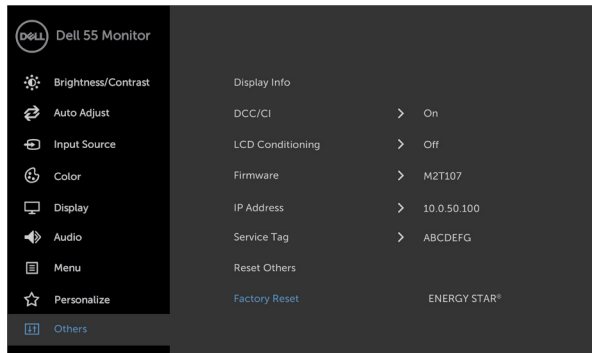 DELL Dell 55 Monitor
Brightness/Contrast
Auto Adjust
Input Source
Color
Display
Audio
Menu
Personalize
Others
Display Info
DCC/CI > On
LCD Conditioning > Off
Firmware > M2T107
IP Address > 10.0.50.100
Service Tag > ABCDEFG
Reset Others
Factory Reset ENERGY STAR®